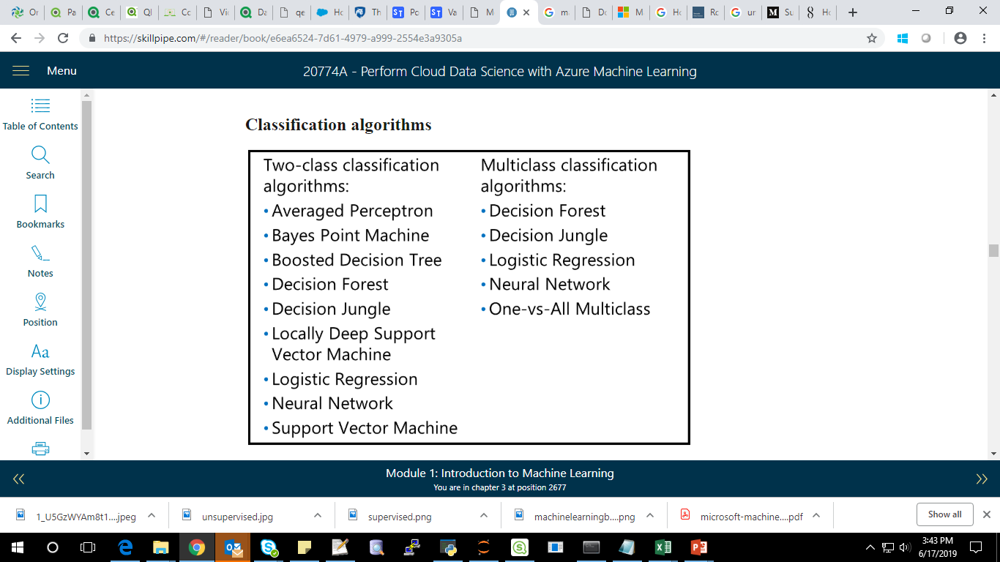 Or
Pa
Ce
Ql
Cc
Vi
Da
qe
Ho
Th
Po
Va
M
m
Do
M
Ho
Ro
ur
Su
Ho
https://skillpipe.com/#/reader/book/e6ea6524-7d61-4979-a999-2554e3a9305a
Menu
20774A - Perform Cloud Data Science with Azure Machine Learning
Table of Contents
Search
Bookmarks
Notes
Position
Aa
Display Settings
Additional Files
Classification algorithms
Two-class classification
algorithms:
• Averaged Perceptron
• Bayes Point Machine
• Boosted Decision Tree
• Decision Forest
• Decision Jungle
• Locally Deep Support
Vector Machine
• Logistic Regression
• Neural Network
• Support Vector Machine
Multiclass classification
algorithms:
• Decision Forest
• Decision Jungle
• Logistic Regression
• Neural Network
• One-vs-All Multiclass
Module 1: Introduction to Machine Learning
You are in chapter 3 at position 2677
1_U5GzWYAm8t1....jpeg
unsupervised.jpg
supervised.png
machinelearningb....png
microsoft-machine....pdf
Show all
3:43 PM
6/17/2019